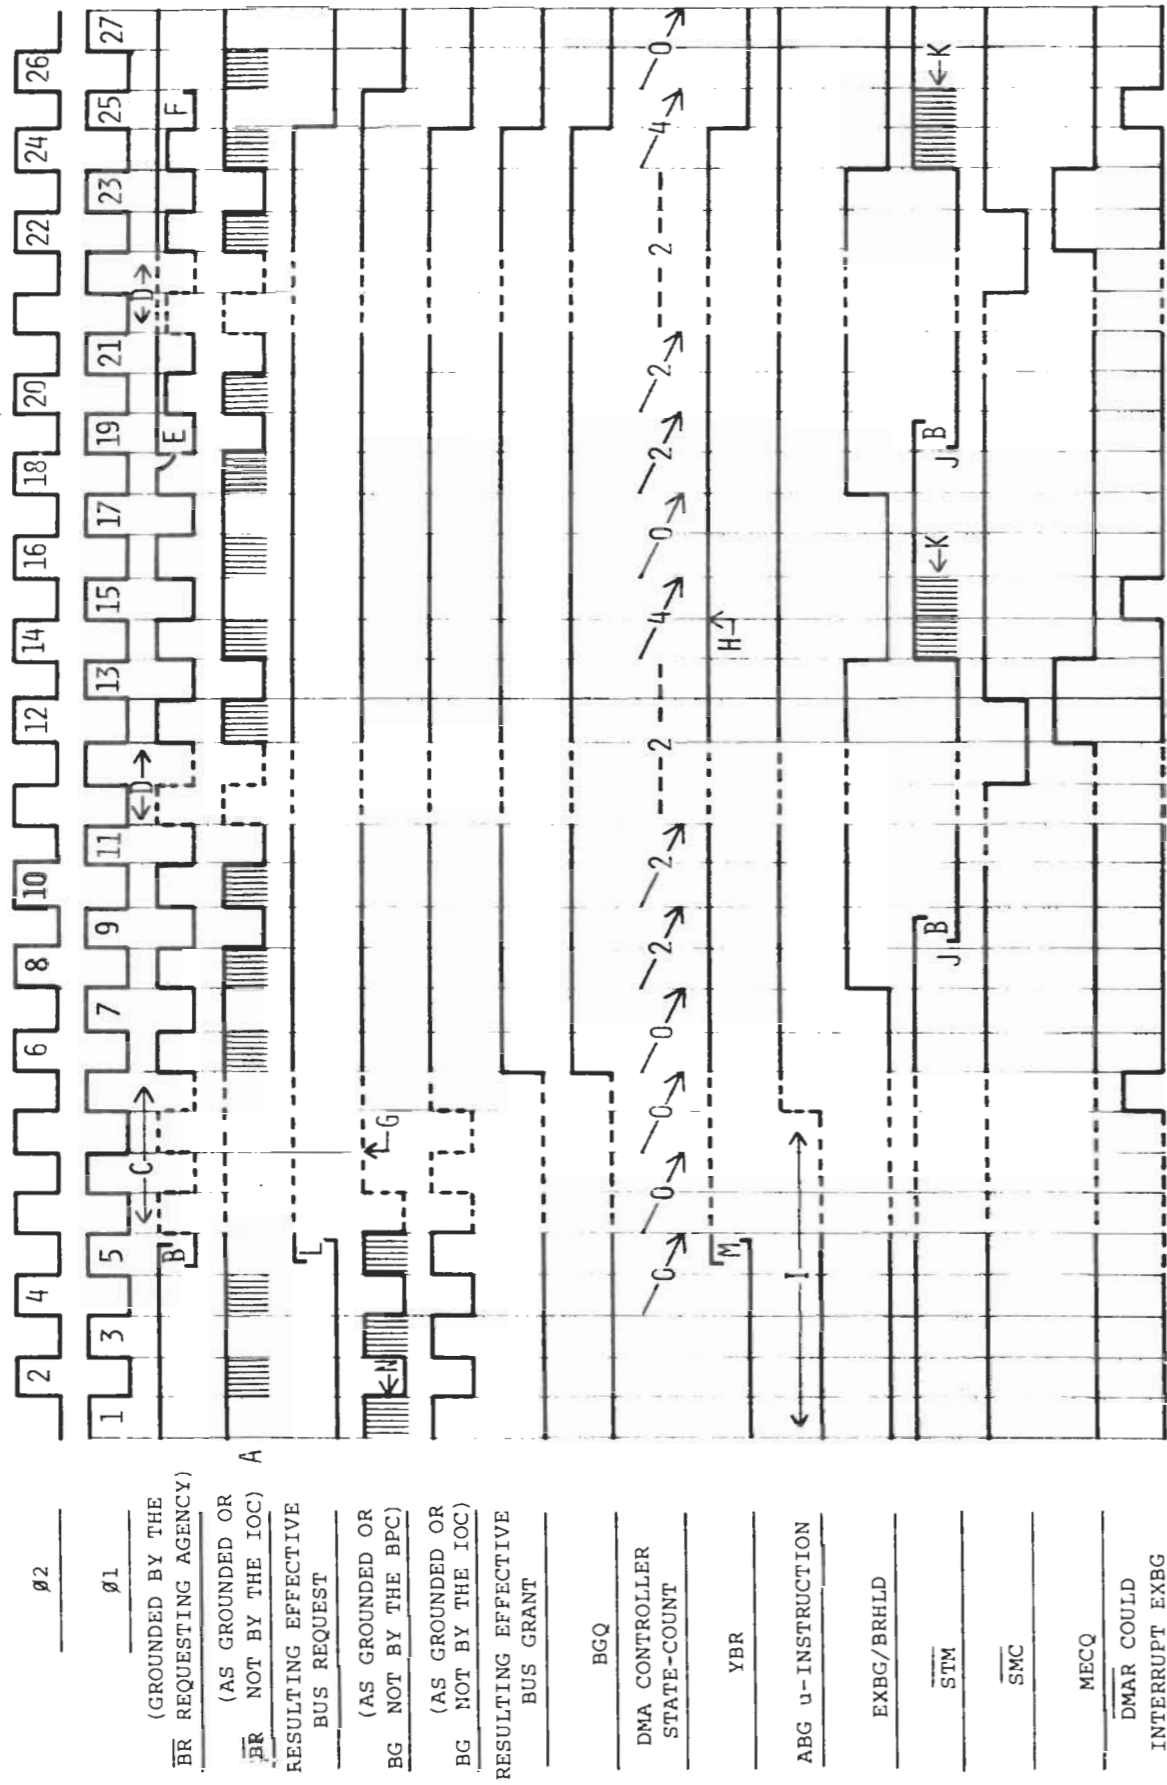 ø2 2 4 6 8 10 12 14 16 18 20 22 24 26
ø1 1 3 5 7 9 11 13 15 17 19 21 23 25 27
(GROUNDED BY THE
BR REQUESTING AGENCY) B C D E D F
(AS GROUNDED OR
BR NOT BY THE IOC) A
RESULTING EFFECTIVE
BUS REQUEST L
(AS GROUNDED OR
BG NOT BY THE BPC) N G
(AS GROUNDED OR
BG NOT BY THE IOC)
RESULTING EFFECTIVE
BUS GRANT
BGQ
DMA CONTROLLER
STATE-COUNT 0 0 0 0 2 2 2 4 0 2 2 2 4 0
YBR M H
ABG u-INSTRUCTION I
EXBG/BRHLD
STM J B K J B K
SMC
MECQ
DMAR COULD
INTERRUPT EXBG